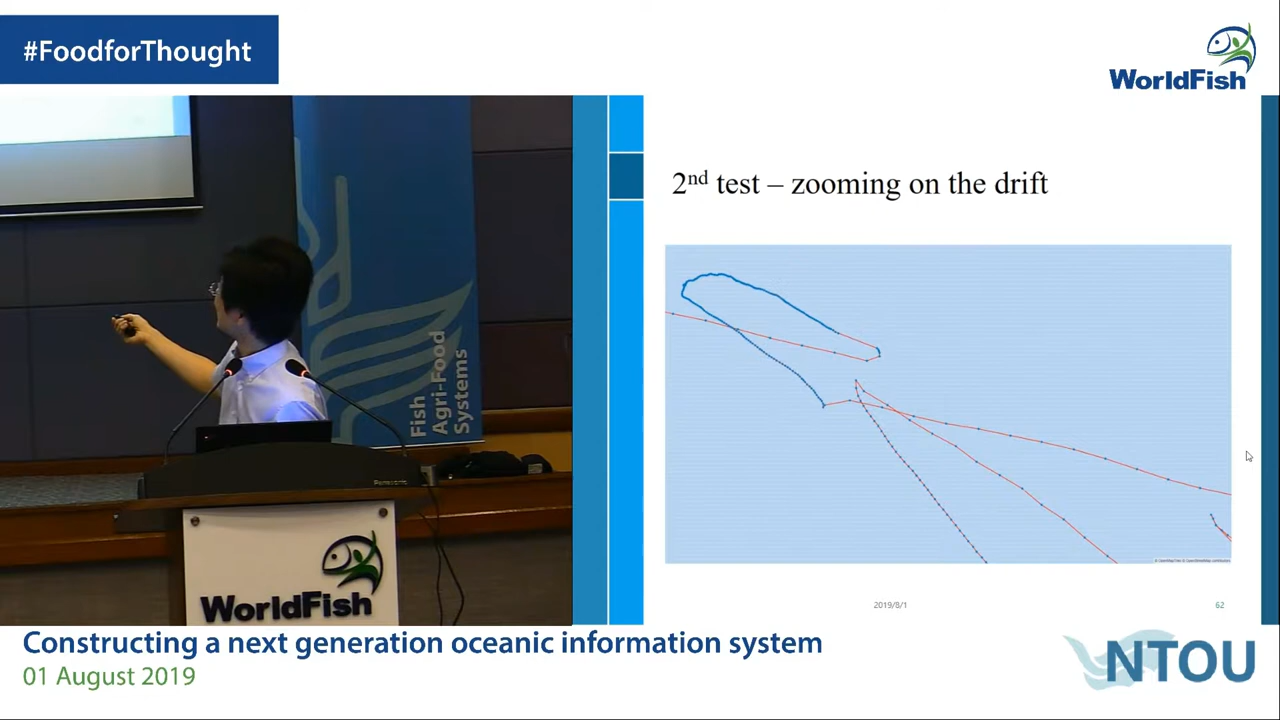 #FoodforThought
WorldFish
2nd test – zooming on the drift
Fish
Agri-Food
Systems
Panasonic
WorldFish
2019/8/1
62
Constructing a next generation oceanic information system
01 August 2019
NTOU